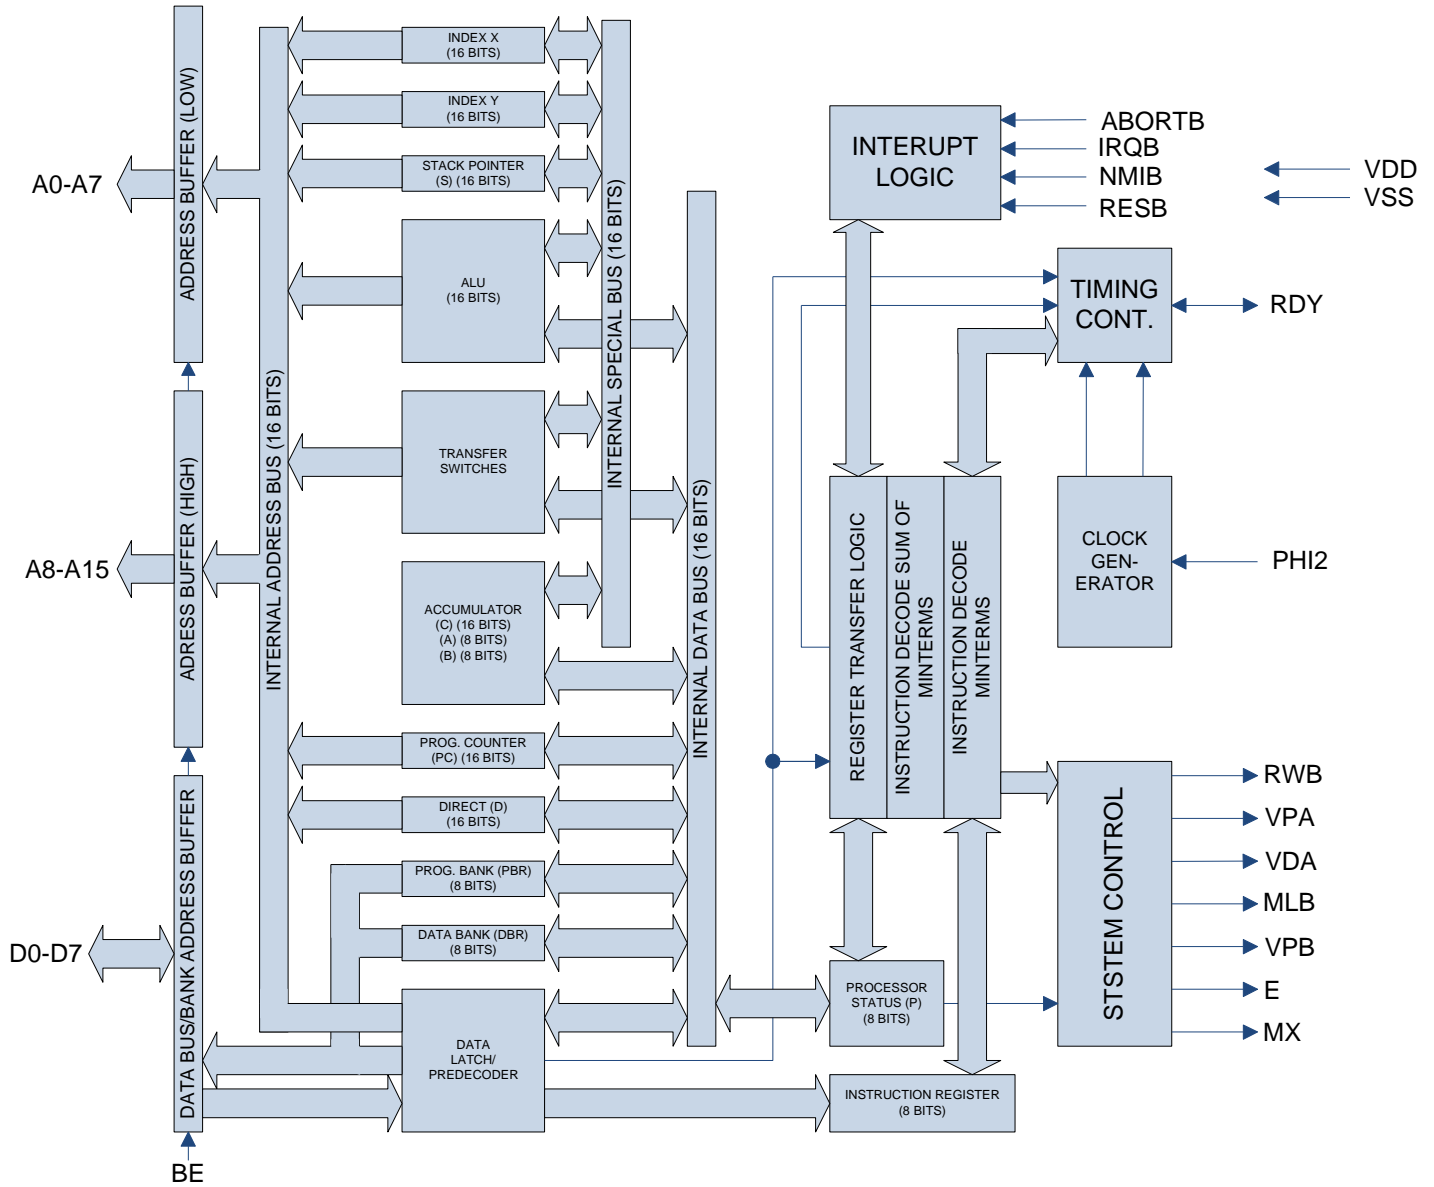 ADDRESS BUFFER (LOW)
ADRESS BUFFER (HIGH)
DATA BUS/BANK ADDRESS BUFFER
A0-A7
A8-A15
D0-D7
BE
INTERNAL ADDRESS BUS (16 BITS)
INDEX X
(16 BITS)
INDEX Y
(16 BITS)
STACK POINTER
(S) (16 BITS)
ALU
(16 BITS)
TRANSFER
SWITCHES
ACCUMULATOR
(C) (16 BITS)
(A) (8 BITS)
(B) (8 BITS)
PROG. COUNTER
(PC) (16 BITS)
DIRECT (D)
(16 BITS)
PROG. BANK (PBR)
(8 BITS)
DATA BANK (DBR)
(8 BITS)
DATA
LATCH/
PREDECODER
INTERNAL SPECIAL BUS (16 BITS)
INTERNAL DATA BUS (16 BITS)
INTERUPT
LOGIC
ABORTB
IRQB
NMIB
RESB
VDD
VSS
TIMING
CONT.
RDY
CLOCK
GEN-
ERATOR
PHI2
REGISTER TRANSFER LOGIC
INSTRUCTION DECODE SUM OF
MINTERMS
INSTRUCTION DECODE
MINTERMS
STSTEM CONTROL
RWB
VPA
VDA
MLB
VPB
E
MX
PROCESSOR
STATUS (P)
(8 BITS)
INSTRUCTION REGISTER
(8 BITS)